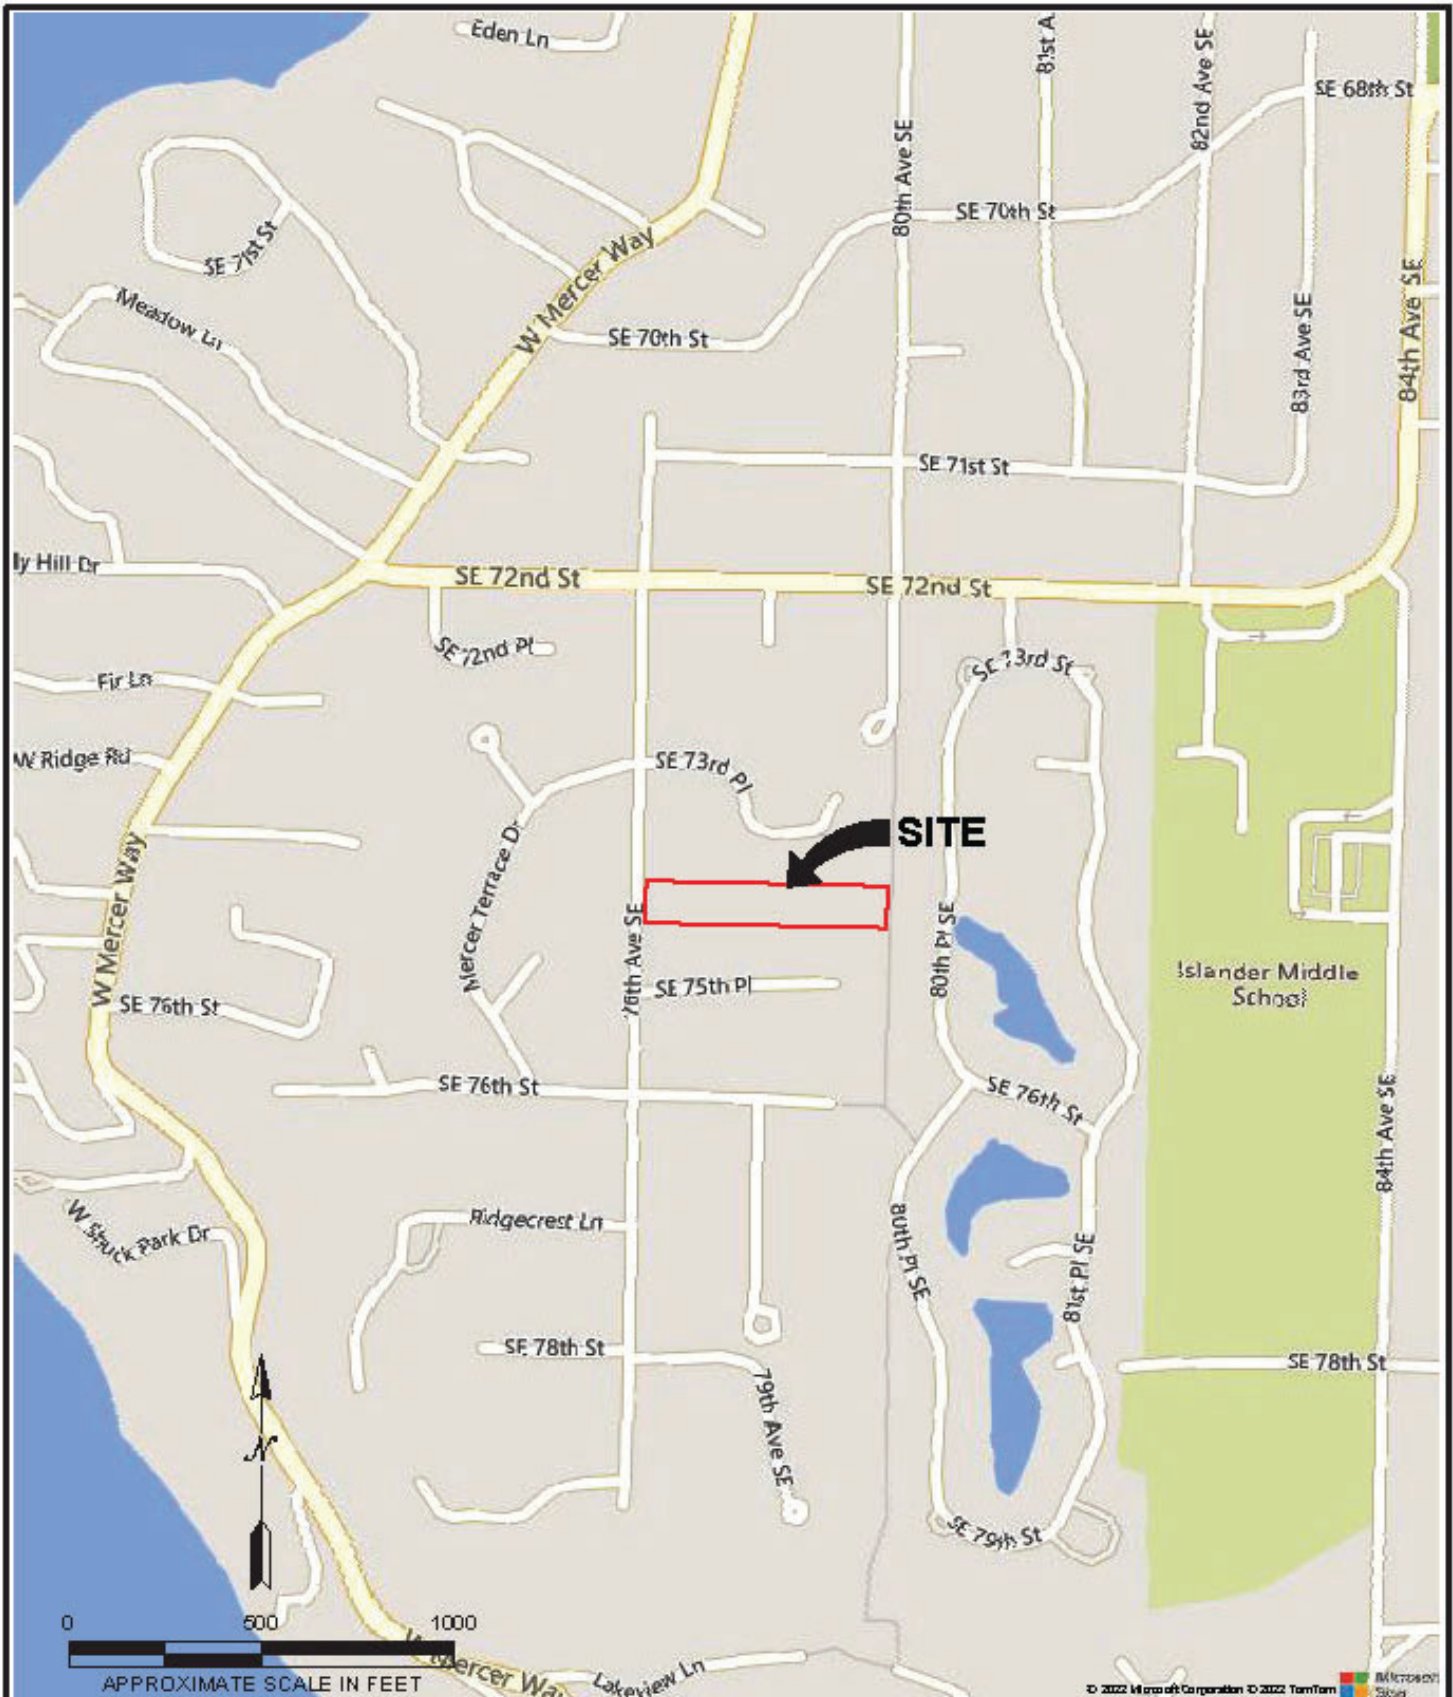 Eden Ln
81st A
82nd Ave SE
SE 68th St
80th Ave SE
SE 70th St
SE 71st St
W Mercer Way
Meadow Ln
SE 70th St
83rd Ave SE
84th Ave SE
SE 71st St
ly Hill Dr
SE 72nd St
SE 72nd St
SE 72nd Pl
SE 73rd St
Fir Ln
W Ridge Rd
SE 73rd Pl
SITE
Mercer Terrace Dr
W Mercer Way
76th Ave SE
80th Pl SE
Islander Middle
School
SE 75th Pl
SE 76th St
SE 76th St
SE 76th St
84th Ave SE
W Shuck Park Dr
Ridgecrest Ln
80th Pl SE
81st Pl SE
SE 78th St
SE 78th St
79th Ave SE
N
SE 79th St
0 500 1000
APPROXIMATE SCALE IN FEET
W Mercer Way
Lakeview Ln
© 2022 Microsoft Corporation © 2022 TomTom
Microsoft